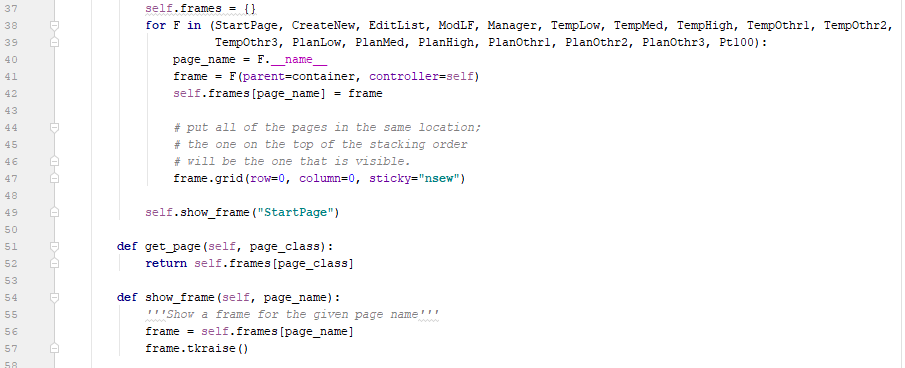 37 self.frames = {}
38 for F in (StartPage, CreateNew, EditList, ModLF, Manager, TempLow, TempMed, TempHigh, TempOthr1, TempOthr2,
39 TempOthr3, PlanLow, PlanMed, PlanHigh, PlanOthr1, PlanOthr2, PlanOthr3, Pt100):
40 page_name = F.__name__
41 frame = F(parent=container, controller=self)
42 self.frames[page_name] = frame
43
44 # put all of the pages in the same location;
45 # the one on the top of the stacking order
46 # will be the one that is visible.
47 frame.grid(row=0, column=0, sticky="nsew")
48
49 self.show_frame("StartPage")
50
51 def get_page(self, page_class):
52 return self.frames[page_class]
53
54 def show_frame(self, page_name):
55 '''Show a frame for the given page name'''
56 frame = self.frames[page_name]
57 frame.tkraise()
58